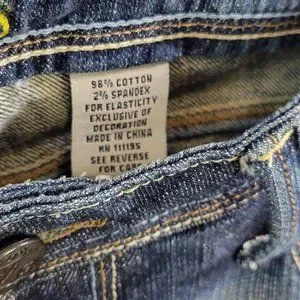 98% COTTON
2% SPANDEX
FOR ELASTICITY
EXCLUSIVE OF
DECORATION
MADE IN CHINA
RN 111195
SEE REVERSE
FOR CARE